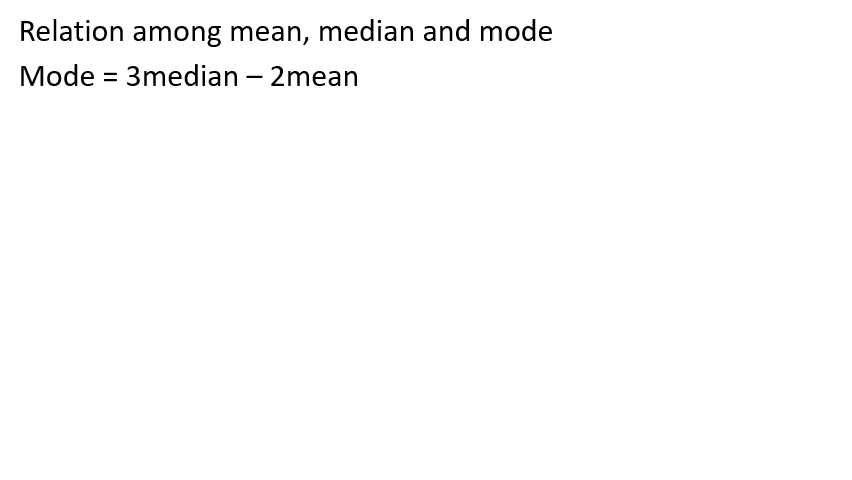 Relation among mean, median and mode
Mode = 3median – 2mean